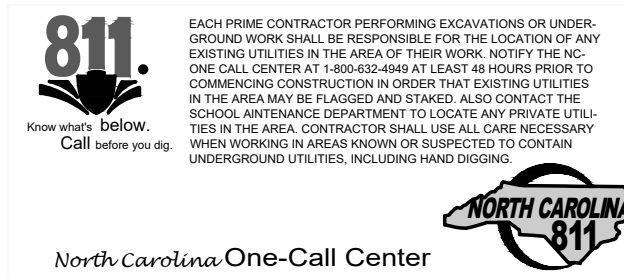 811.
Know what's below.
Call before you dig.
EACH PRIME CONTRACTOR PERFORMING EXCAVATIONS OR UNDER-
GROUND WORK SHALL BE RESPONSIBLE FOR THE LOCATION OF ANY
EXISTING UTILITIES IN THE AREA OF THEIR WORK. NOTIFY THE NC-
ONE CALL CENTER AT 1-800-632-4949 AT LEAST 48 HOURS PRIOR TO
COMMENCING CONSTRUCTION IN ORDER THAT EXISTING UTILITIES
IN THE AREA MAY BE FLAGGED AND STAKED. ALSO CONTACT THE
SCHOOL AINTENANCE DEPARTMENT TO LOCATE ANY PRIVATE UTILI-
TIES IN THE AREA. CONTRACTOR SHALL USE ALL CARE NECESSARY
WHEN WORKING IN AREAS KNOWN OR SUSPECTED TO CONTAIN
UNDERGROUND UTILITIES, INCLUDING HAND DIGGING.
NORTH CAROLINA
811
North Carolina One-Call Center